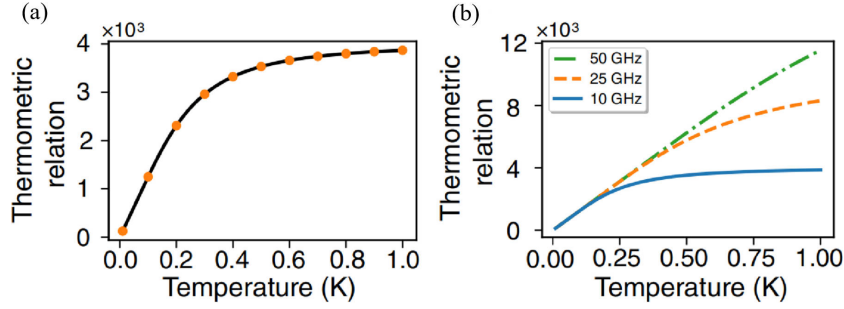 (a)
×10³
Thermometric
relation
4
3
2
1
0
0.0 0.2 0.4 0.6 0.8 1.0
Temperature (K)
(b)
×10³
Thermometric
relation
12
8
4
0
50 GHz
25 GHz
10 GHz
0.00 0.25 0.50 0.75 1.00
Temperature (K)